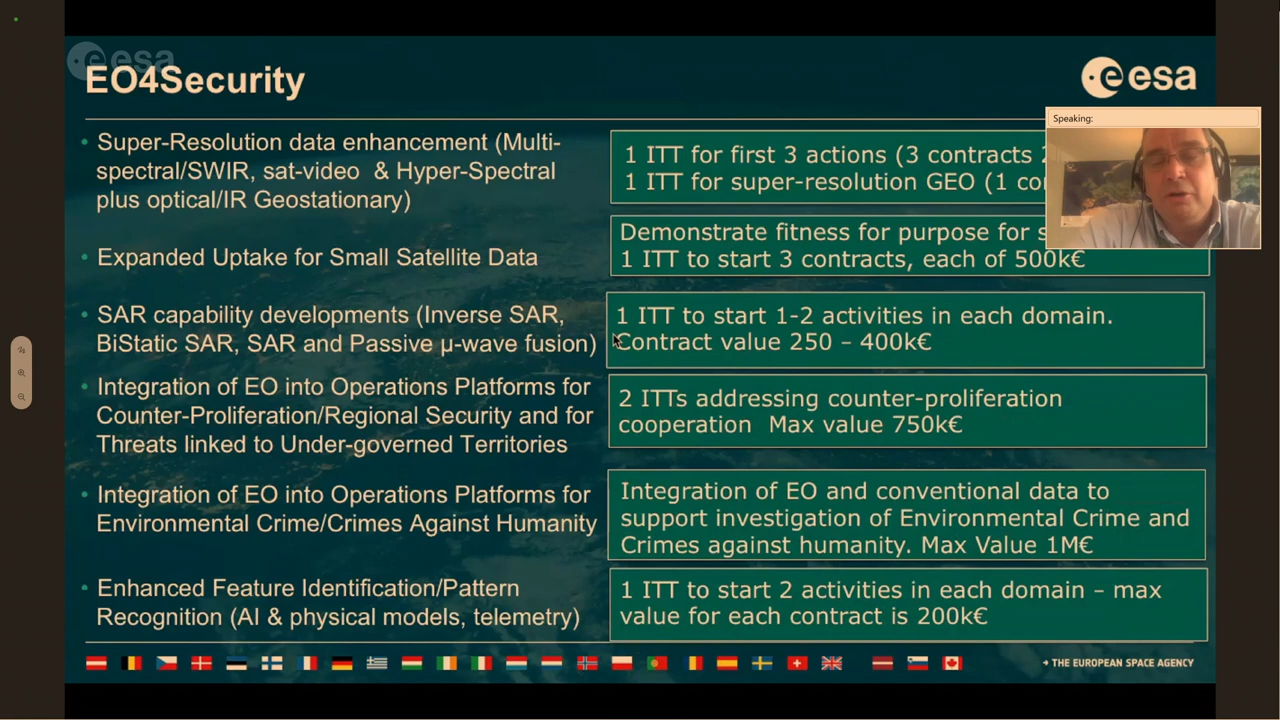 esa
EO4Security
esa
Speaking:
• Super-Resolution data enhancement (Multi-
spectral/SWIR, sat-video & Hyper-Spectral
plus optical/IR Geostationary)
1 ITT for first 3 actions (3 contracts
1 ITT for super-resolution GEO (1
• Expanded Uptake for Small Satellite Data
Demonstrate fitness for purpose for
1 ITT to start 3 contracts, each of 500k€
• SAR capability developments (Inverse SAR,
BiStatic SAR, SAR and Passive µ-wave fusion)
1 ITT to start 1-2 activities in each domain.
Contract value 250 – 400k€
• Integration of EO into Operations Platforms for
Counter-Proliferation/Regional Security and for
Threats linked to Under-governed Territories
2 ITTs addressing counter-proliferation
cooperation Max value 750k€
• Integration of EO into Operations Platforms for
Environmental Crime/Crimes Against Humanity
Integration of EO and conventional data to
support investigation of Environmental Crime and
Crimes against humanity. Max Value 1M€
• Enhanced Feature Identification/Pattern
Recognition (AI & physical models, telemetry)
1 ITT to start 2 activities in each domain – max
value for each contract is 200k€
→ THE EUROPEAN SPACE AGENCY